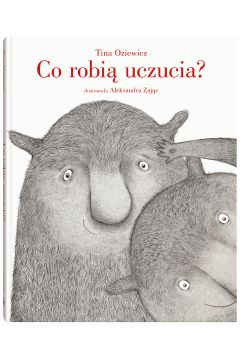 Tina Oziewicz
Co robią uczucia?
ilustrowała Aleksandra Zając